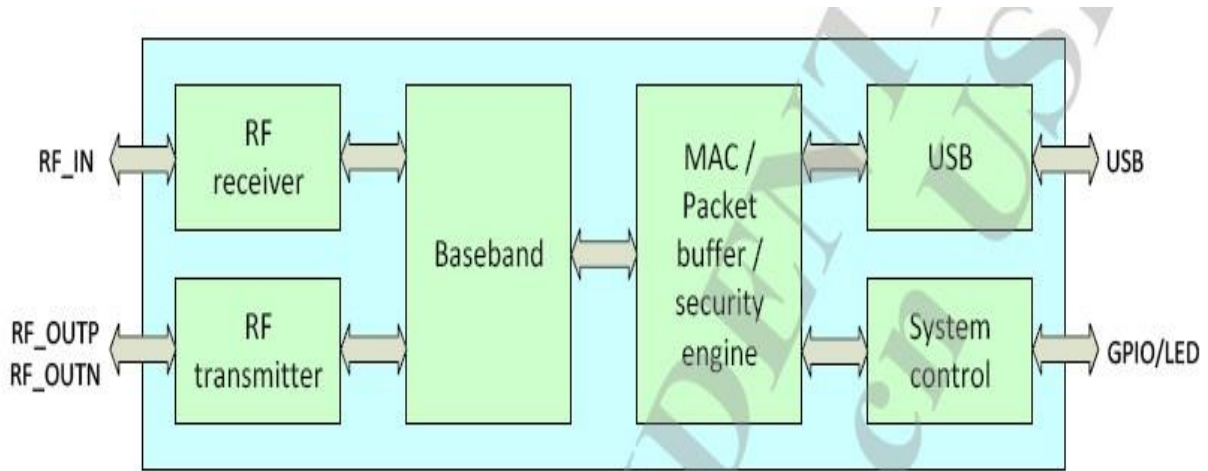 RF_IN
RF
receiver
RF_OUTP
RF_OUTN
RF
transmitter
Baseband
MAC /
Packet
buffer /
security
engine
USB
USB
System
control
GPIO/LED